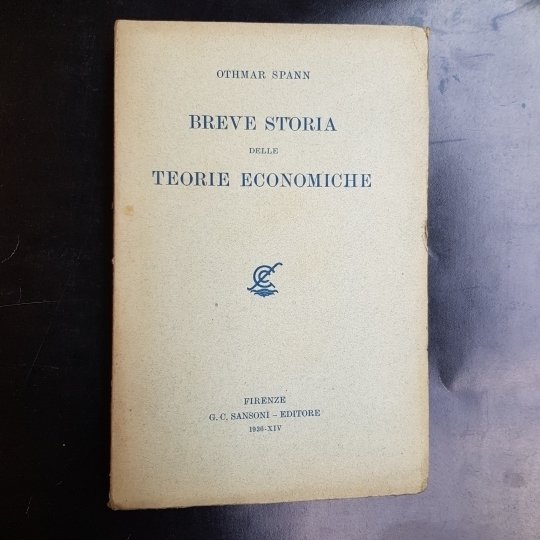 OTHMAR SPANN
BREVE STORIA
DELLE
TEORIE ECONOMICHE
FIRENZE
G. C. SANSONI - EDITORE
1936-XIV